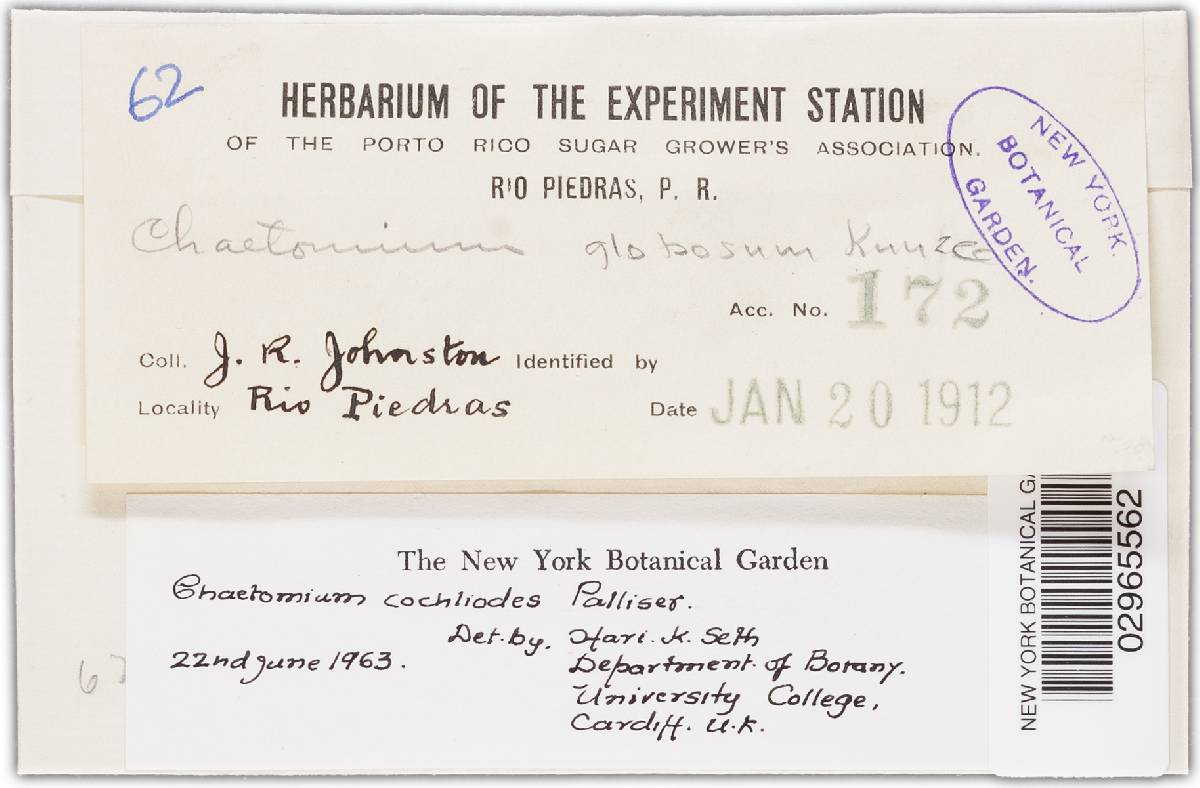 62
HERBARIUM OF THE EXPERIMENT STATION
OF THE PORTO RICO SUGAR GROWER'S ASSOCIATION.
RIO PIEDRAS, P. R.
NEW YORK
BOTANICAL
GARDEN.
Chaetomium globosum Kunze
Acc. No. 172
Coll. J. R. Johnston Identified by
Locality Rio Piedras Date JAN 20 1912
The New York Botanical Garden
Chaetomium cochliodes Palliser.
Det. by. Hari. K. Seth
22nd June 1963. Department of Botany.
University College,
Cardiff. U.K.
62
NEW YORK BOTANICAL GA
02965562